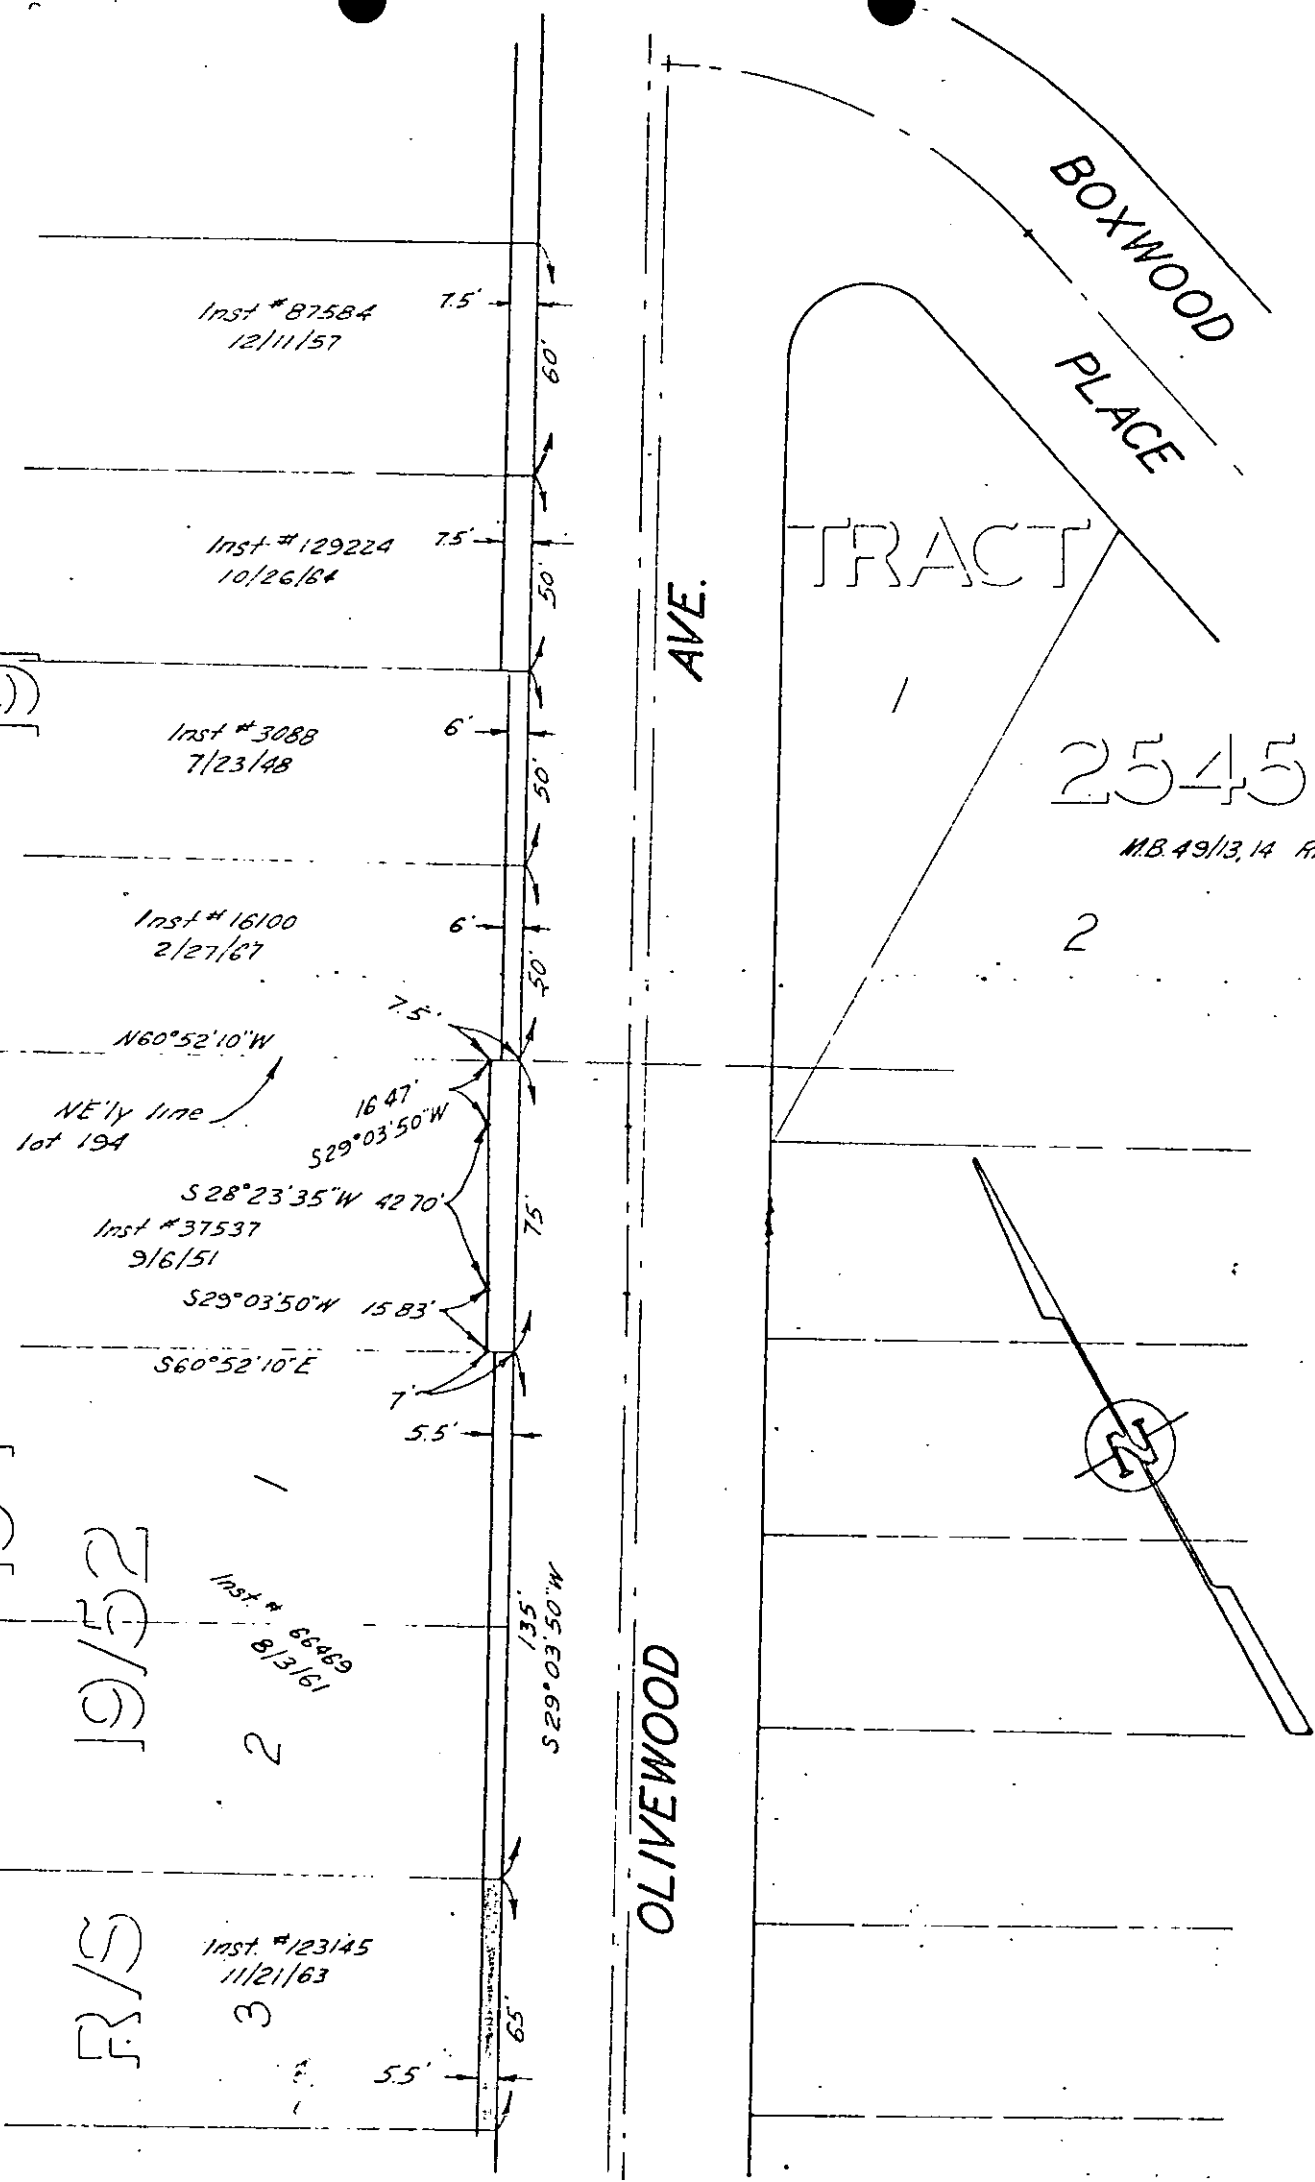 BOXWOOD
PLACE
Inst #87584
12/11/57
7.5'
60'
Inst #129224
10/26/64
7.5'
50'
AVE.
TRACT
1
2545
M.B. 49/13, 14
2
Inst #3088
7/23/48
6'
50'
Inst #16100
2/27/67
6'
50'
7.5'
N60°52'10"W
NE'ly line
lot 194
16.47'
S29°03'50"W
S28°23'35"W 42.70'
Inst #37537
9/6/51
75'
S29°03'50"W 15.83'
S60°52'10"E
7'
5.5'
N
1
19/52
Inst #66469
8/3/61
135'
S29°03'50"W
2
OLIVEWOOD
R/S
Inst. #123145
11/21/63
3
65'
5.5'